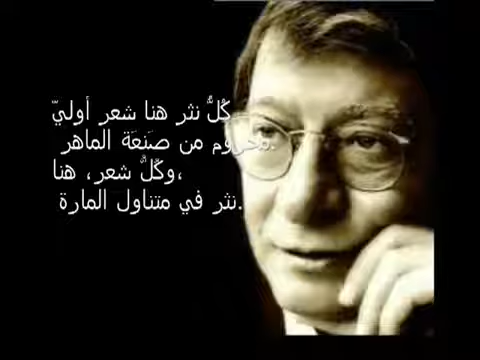 كُلُّ نثر هنا شعر أوليّ
محروم من صَنعَة الماهر.
وكُلُّ شعر، هنا،
نثر في متناول المارة.